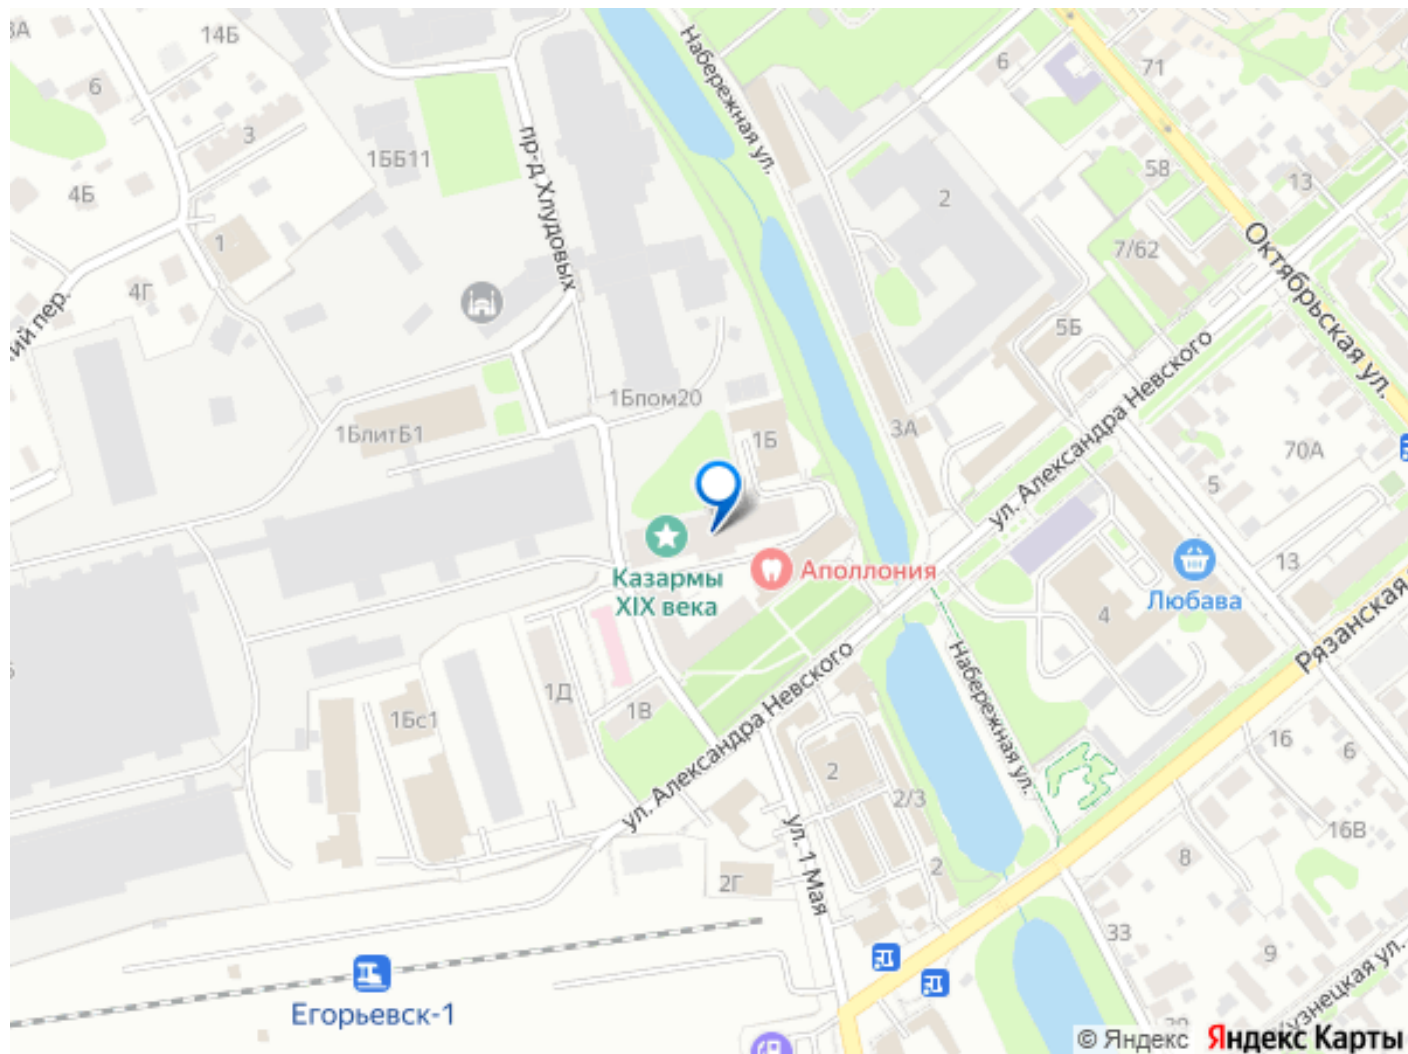 3А
14Б
6
3
4Б
1ББ11
1
4Г
ий пер.
пр-д Хлудовых
Набережная ул.
6
71
58
13
2
7/62
Октябрьская ул.
5Б
1Бпом20
1БлитБ1
1Б
3А
ул. Александра Невского
70А
5
13
Казармы
XIX века
Аполлония
Любава
4
Рязанская
Набережная ул.
1Д
1В
1Бс1
ул. Александра Невского
2
2/3
16
6
16В
8
2
2Г
ул. 1 Мая
33
9
Кузнецкая ул.
Егорьевск-1
© Яндекс Яндекс Карты